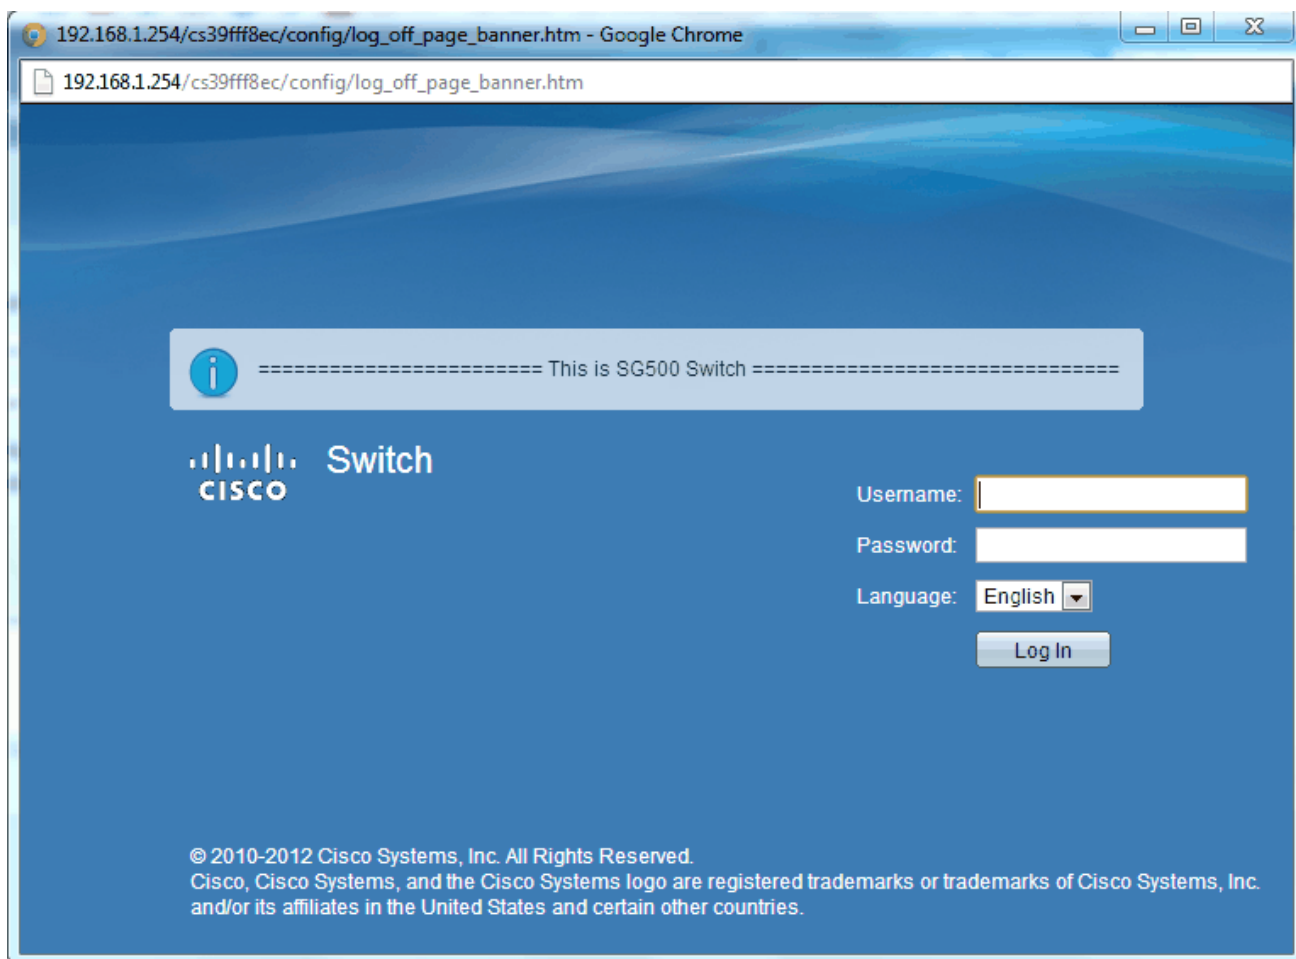 192.168.1.254/cs39fff8ec/config/log_off_page_banner.htm - Google Chrome
192.168.1.254/cs39fff8ec/config/log_off_page_banner.htm
======================== This is SG500 Switch ===============================
CISCO
Switch
Username:
Password:
Language: English
Log In
© 2010-2012 Cisco Systems, Inc. All Rights Reserved.
Cisco, Cisco Systems, and the Cisco Systems logo are registered trademarks or trademarks of Cisco Systems, Inc.
and/or its affiliates in the United States and certain other countries.